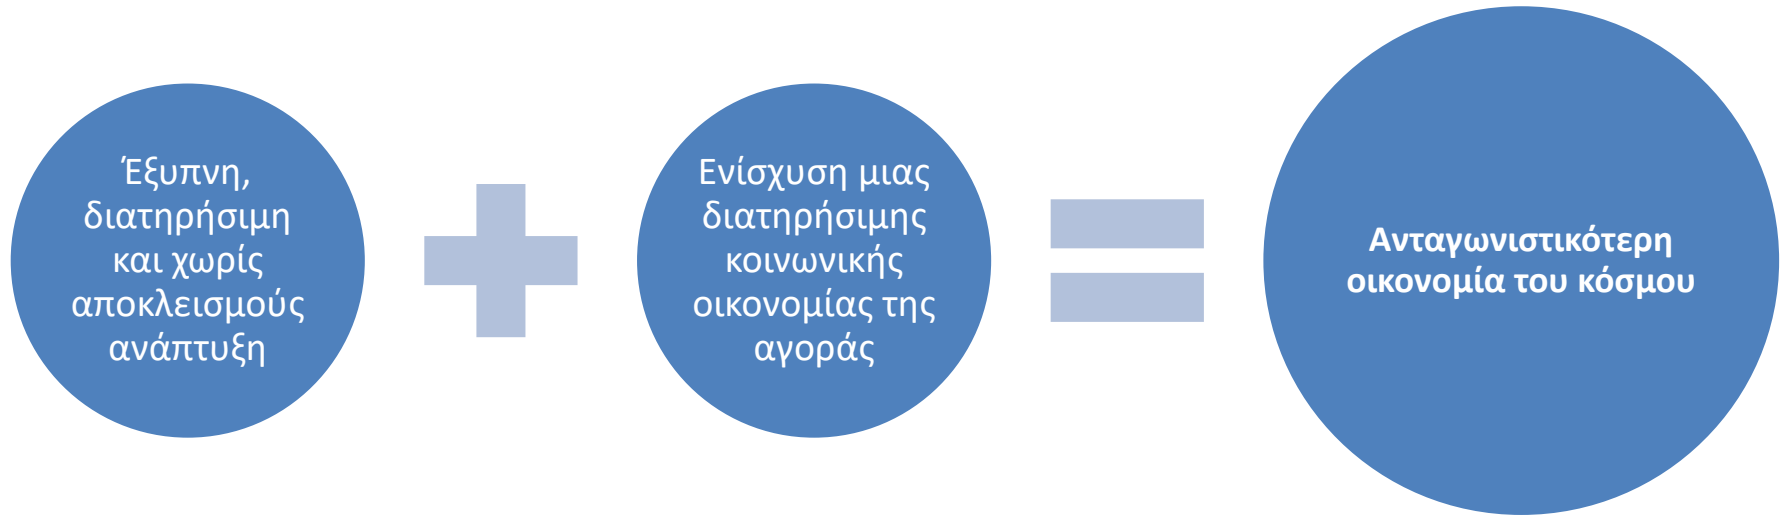 Έξυπνη,
διατηρήσιμη
και χωρίς
αποκλεισμούς
ανάπτυξη
Ενίσχυση μιας
διατηρήσιμης
κοινωνικής
οικονομίας της
αγοράς
Ανταγωνιστικότερη
οικονομία του κόσμου